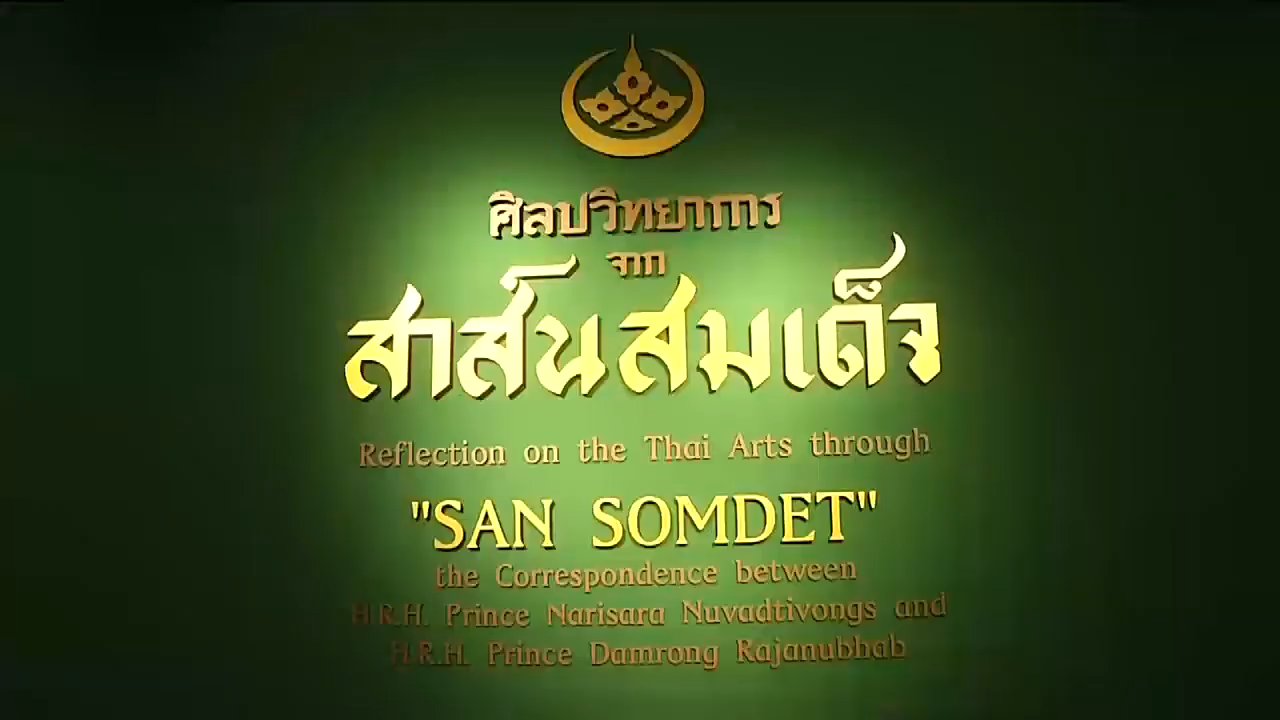 ศิลปวิทยาการ
จาก
สาส์นสมเด็จ
Reflection on the Thai Arts through
"SAN SOMDET"
the Correspondence between
H.R.H. Prince Narisara Nuvadtivongs and
H.R.H. Prince Damrong Rajanubhab